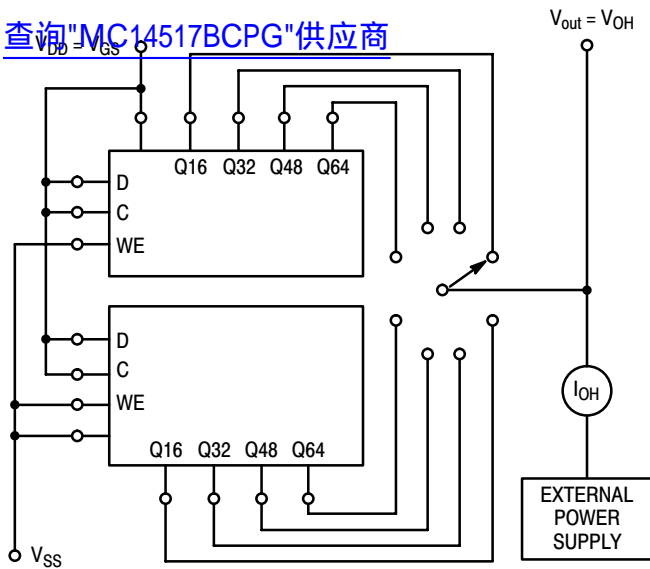 查询"MC14517BCPG"供应商
V_DD = V_GS
V_out = V_OH
Q16 Q32 Q48 Q64
D
C
WE
D
C
WE
Q16 Q32 Q48 Q64
I_OH
EXTERNAL
POWER
SUPPLY
V_SS